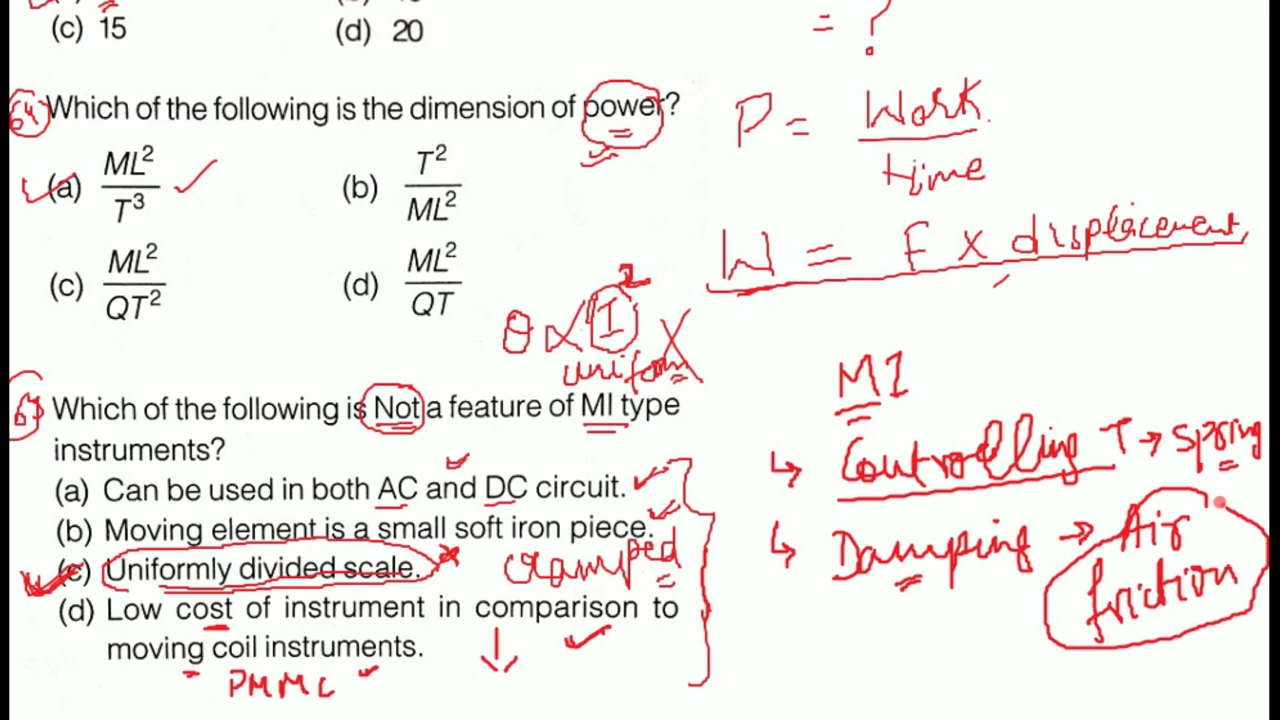 (c) 15 (d) 20
= ?
64 Which of the following is the dimension of power?
(a) ML²/T³ (b) T²/ML²
(c) ML²/QT² (d) ML²/QT
P = Work/time
W = F x displacement
θ ∝ I² X
uniform
65 Which of the following is Not a feature of MI type
instruments?
(a) Can be used in both AC and DC circuit.
(b) Moving element is a small soft iron piece.
(c) Uniformly divided scale.
cramped
(d) Low cost of instrument in comparison to
moving coil instruments.
PMMC
MI
↳ Controlling T → spring
↳ Damping → Air
friction